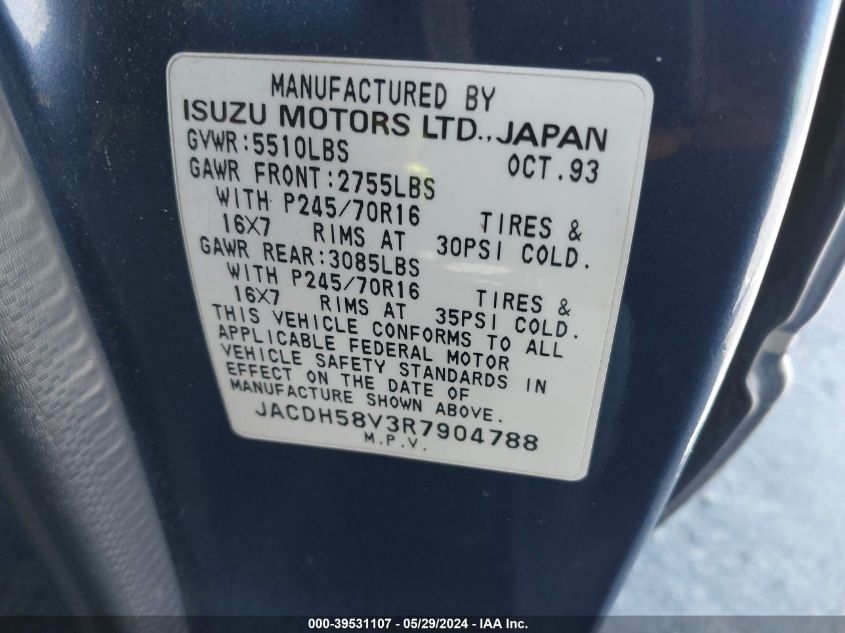 MANUFACTURED BY
ISUZU MOTORS LTD., JAPAN
GVWR:5510LBS OCT.93
GAWR FRONT:2755LBS
WITH P245/70R16 TIRES &
16X7 RIMS AT 30PSI COLD.
GAWR REAR:3085LBS
WITH P245/70R16 TIRES &
16X7 RIMS AT 35PSI COLD.
THIS VEHICLE CONFORMS TO ALL
APPLICABLE FEDERAL MOTOR
VEHICLE SAFETY STANDARDS IN
EFFECT ON THE DATE OF
MANUFACTURE SHOWN ABOVE.
JACDH58V3R7904788
M.P.V.
000-39531107 - 05/29/2024 - IAAI.com